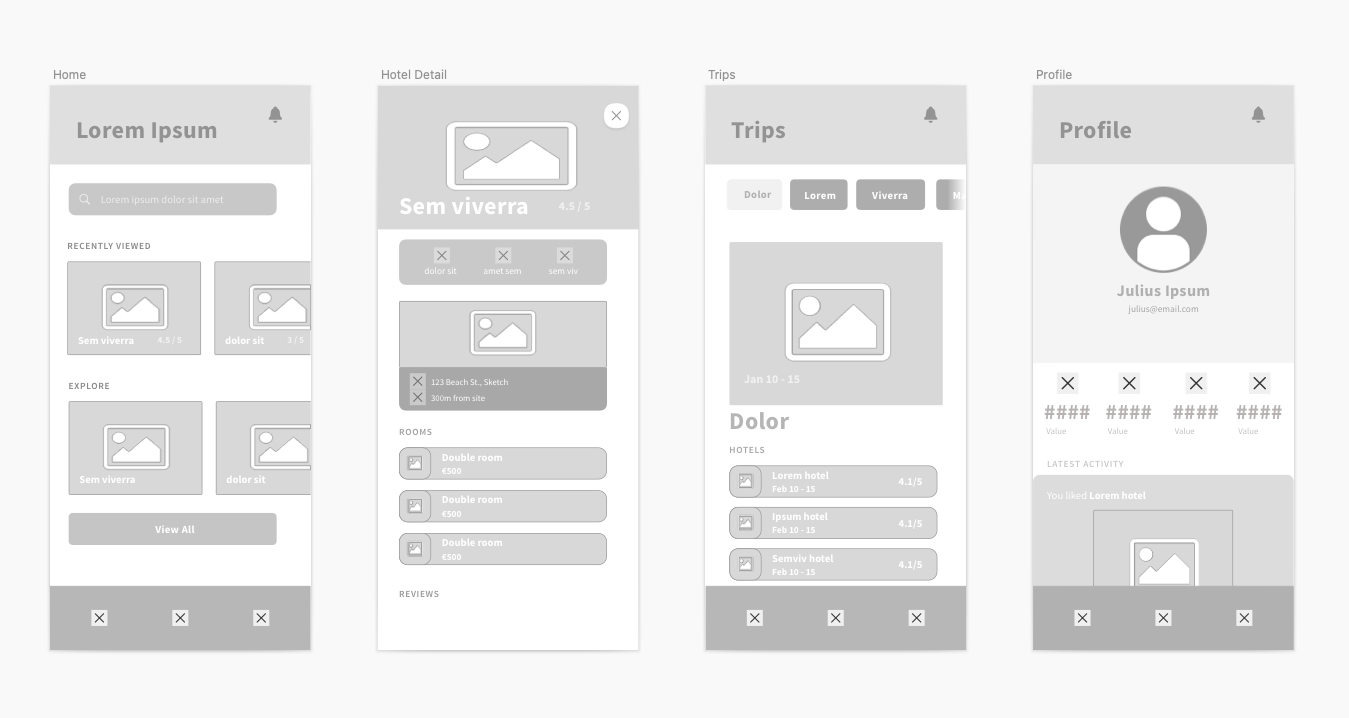 Home
Lorem Ipsum
Lorem ipsum dolor sit amet
RECENTLY VIEWED
Sem viverra 4.5 / 5
dolor sit 3 / 5
EXPLORE
Sem viverra
dolor sit
View All
Hotel Detail
Sem viverra 4.5 / 5
dolor sit amet sem sem viv
123 Beach St., Sketch
300m from site
ROOMS
Double room
€500
Double room
€500
Double room
€500
REVIEWS
Trips
Trips
Dolor Lorem Viverra
Jan 10 - 15
Dolor
HOTELS
Lorem hotel
Feb 10 - 15
4.1/5
Ipsum hotel
Feb 10 - 15
4.1/5
Semviv hotel
Feb 10 - 15
4.1/5
Profile
Profile
Julius Ipsum
julius@email.com
#### #### #### ####
Value Value Value Value
LATEST ACTIVITY
You liked Lorem hotel